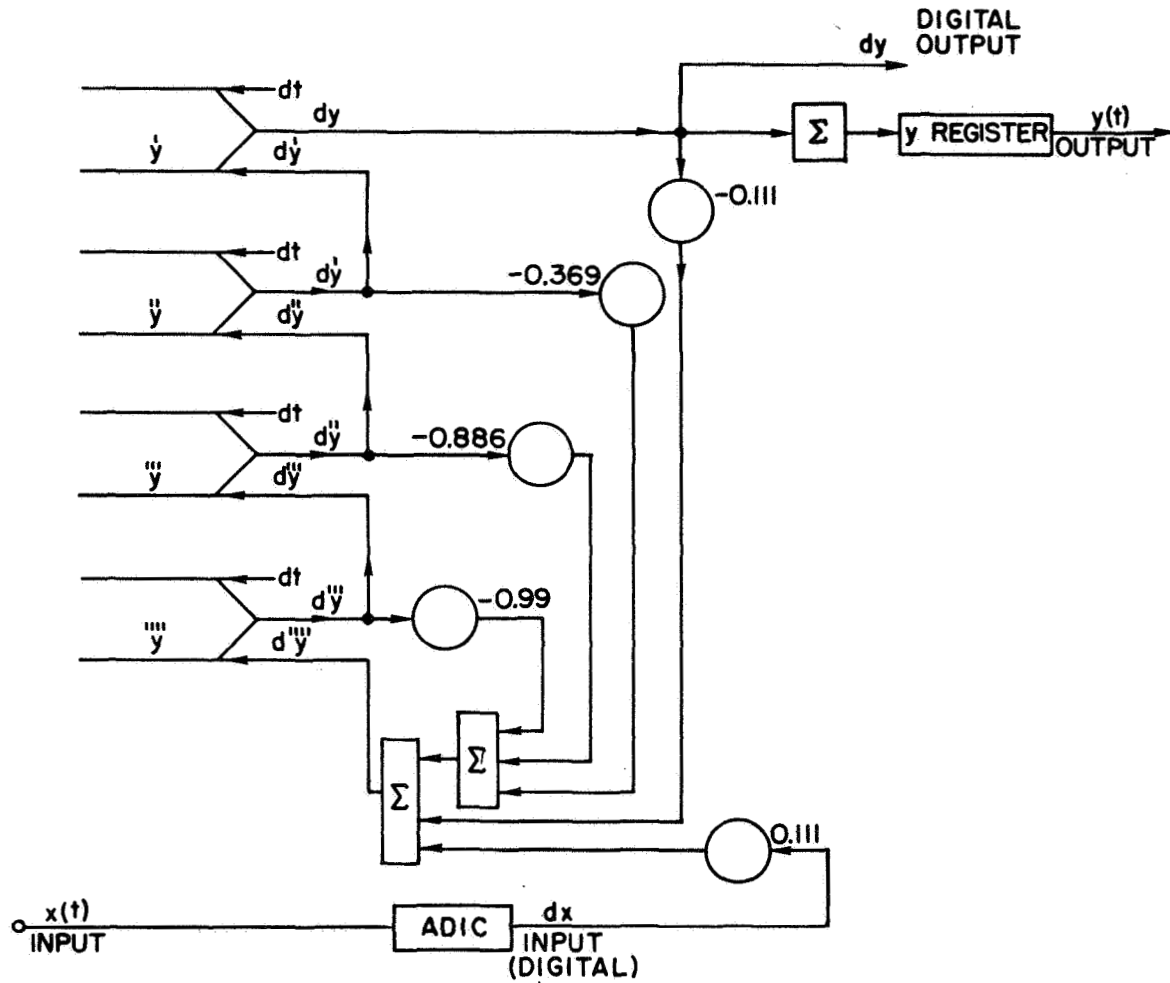 DIGITAL
OUTPUT
dy
dt
dy
Σ
y REGISTER
y(t)
OUTPUT
y'
dy'
-0.111
dt
dy'
-0.369
y''
dy''
dt
dy''
-0.886
y'''
dy'''
dt
dy'''
-0.99
y''''
dy''''
Σ
Σ
0.111
x(t)
INPUT
ADIC
dx
INPUT
(DIGITAL)